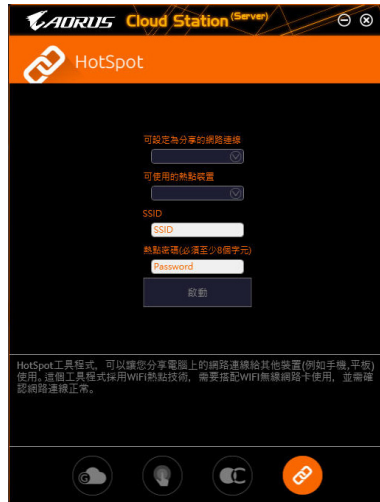 AORUS Cloud Station (Server)
HotSpot
可設定為分享的網路連線
可使用的熱點裝置
SSID
SSID
熱點密碼(必須至少8個字元)
Password
啟動
HotSpot工具程式，可以讓您分享電腦上的網路連線給其他裝置(例如手機,平板)
使用。這個工具程式採用WiFi熱點技術，需要搭配WIFI無線網路卡使用，並需確
認網路連線正常。
G